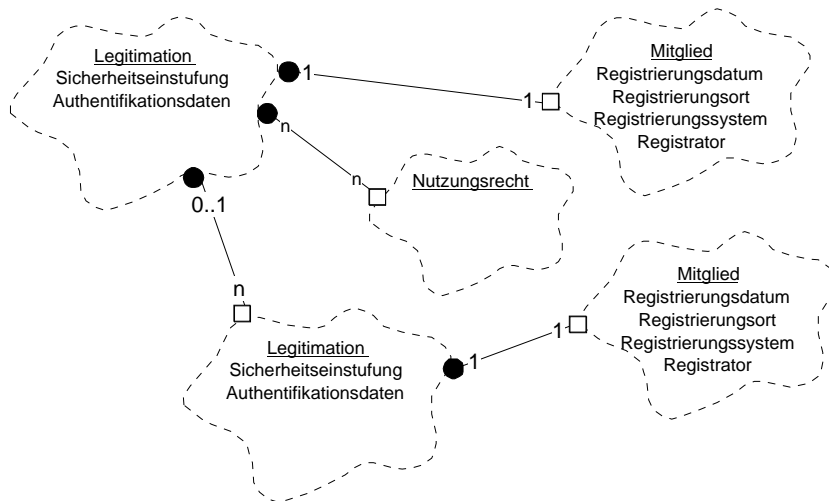 Legitimation
Sicherheitseinstufung
Authentifikationsdaten
Mitglied
Registrierungsdatum
Registrierungsort
Registrierungssystem
Registrator
1
1
n
n
Nutzungsrecht
0..1
n
Legitimation
Sicherheitseinstufung
Authentifikationsdaten
1
1
Mitglied
Registrierungsdatum
Registrierungsort
Registrierungssystem
Registrator